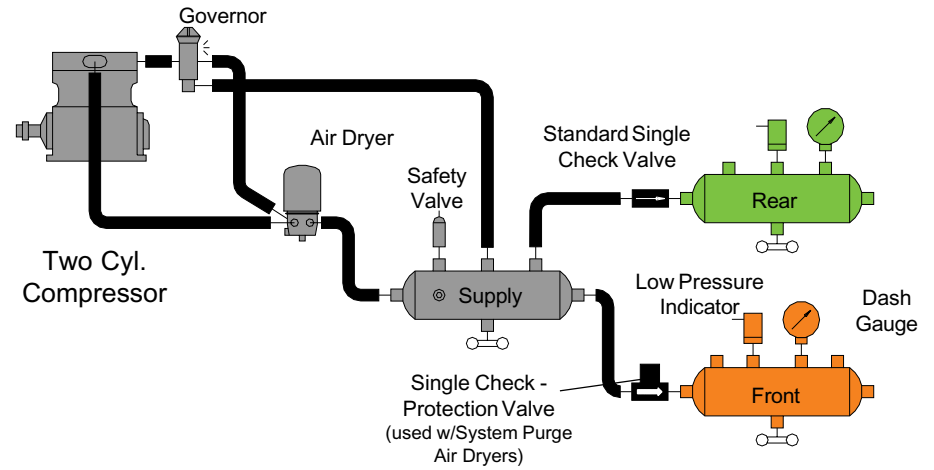 Governor
Air Dryer
Safety
Valve
Standard Single
Check Valve
Rear
Two Cyl.
Compressor
Supply
Low Pressure
Indicator
Dash
Gauge
Single Check -
Protection Valve
(used w/System Purge
Air Dryers)
Front